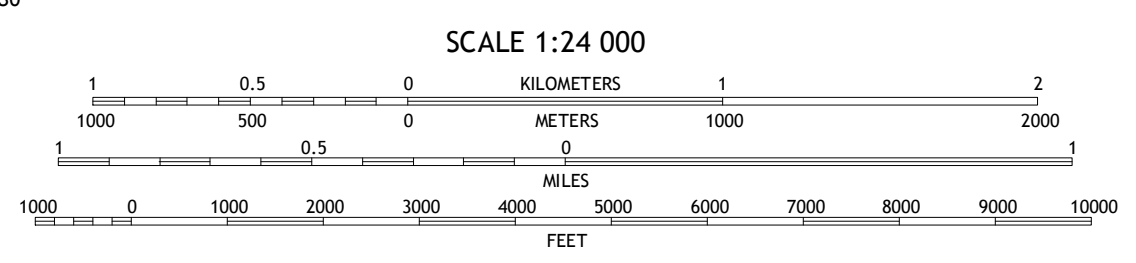 SCALE 1:24 000
1 0.5 0 KILOMETERS 1 2
1000 500 0 METERS 1000 2000
1 0.5 0 1
MILES
1000 0 1000 2000 3000 4000 5000 6000 7000 8000 9000 10000
FEET